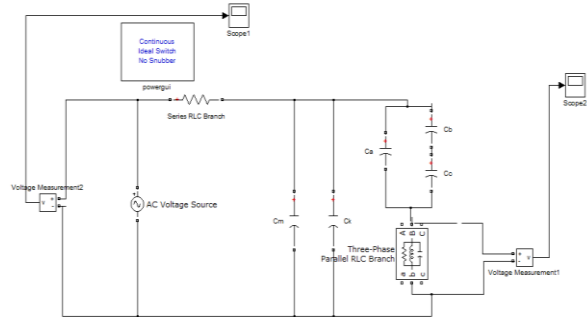 Scope1
Continuous
Ideal Switch
No Snubber
powergui
Scope2
Series RLC Branch
Cb
Ca
Cc
Voltage Measurement2
+
-
v
AC Voltage Source
Cm
Ck
A B C
Three-Phase
Parallel RLC Branch
a b c
+
-
v
Voltage Measurement1